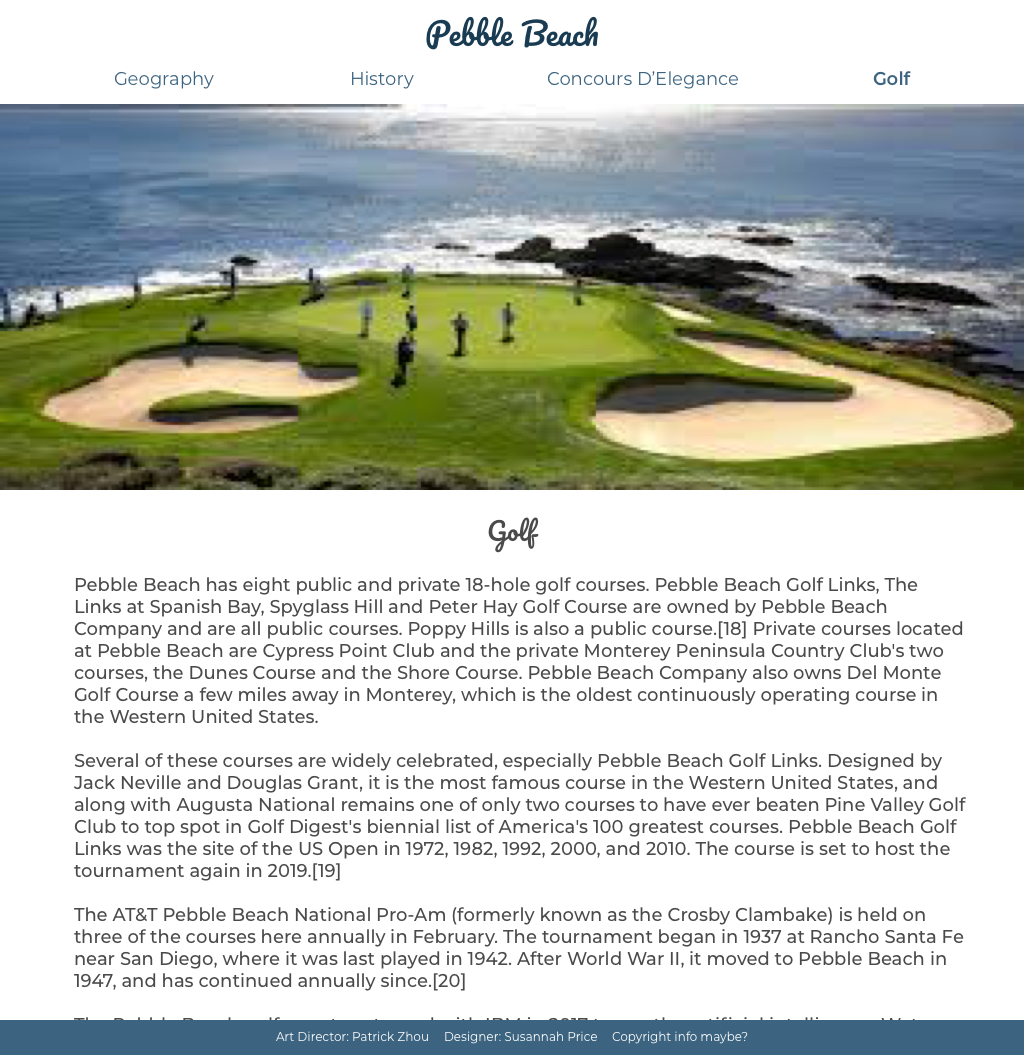 Pebble Beach
Geography History Concours D’Elegance Golf
Golf
Pebble Beach has eight public and private 18-hole golf courses. Pebble Beach Golf Links, The
Links at Spanish Bay, Spyglass Hill and Peter Hay Golf Course are owned by Pebble Beach
Company and are all public courses. Poppy Hills is also a public course.[18] Private courses located
at Pebble Beach are Cypress Point Club and the private Monterey Peninsula Country Club's two
courses, the Dunes Course and the Shore Course. Pebble Beach Company also owns Del Monte
Golf Course a few miles away in Monterey, which is the oldest continuously operating course in
the Western United States.
Several of these courses are widely celebrated, especially Pebble Beach Golf Links. Designed by
Jack Neville and Douglas Grant, it is the most famous course in the Western United States, and
along with Augusta National remains one of only two courses to have ever beaten Pine Valley Golf
Club to top spot in Golf Digest's biennial list of America's 100 greatest courses. Pebble Beach Golf
Links was the site of the US Open in 1972, 1982, 1992, 2000, and 2010. The course is set to host the
tournament again in 2019.[19]
The AT&T Pebble Beach National Pro-Am (formerly known as the Crosby Clambake) is held on
three of the courses here annually in February. The tournament began in 1937 at Rancho Santa Fe
near San Diego, where it was last played in 1942. After World War II, it moved to Pebble Beach in
1947, and has continued annually since.[20]
Art Director: Patrick Zhou Designer: Susannah Price Copyright info maybe?